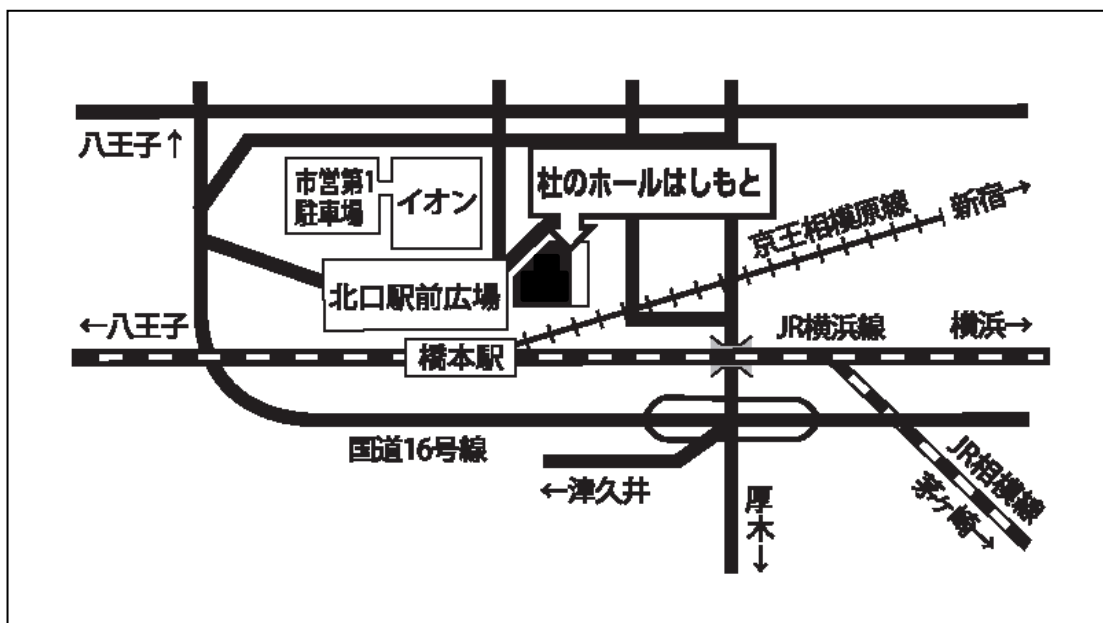 八王子↑
市営第1
駐車場
イオン
杜のホールはしもと
京王相模原線
新宿→
北口駅前広場
←八王子
橋本駅
JR横浜線
横浜→
国道16号線
←津久井
厚木→
JR相模線
茅ヶ崎→